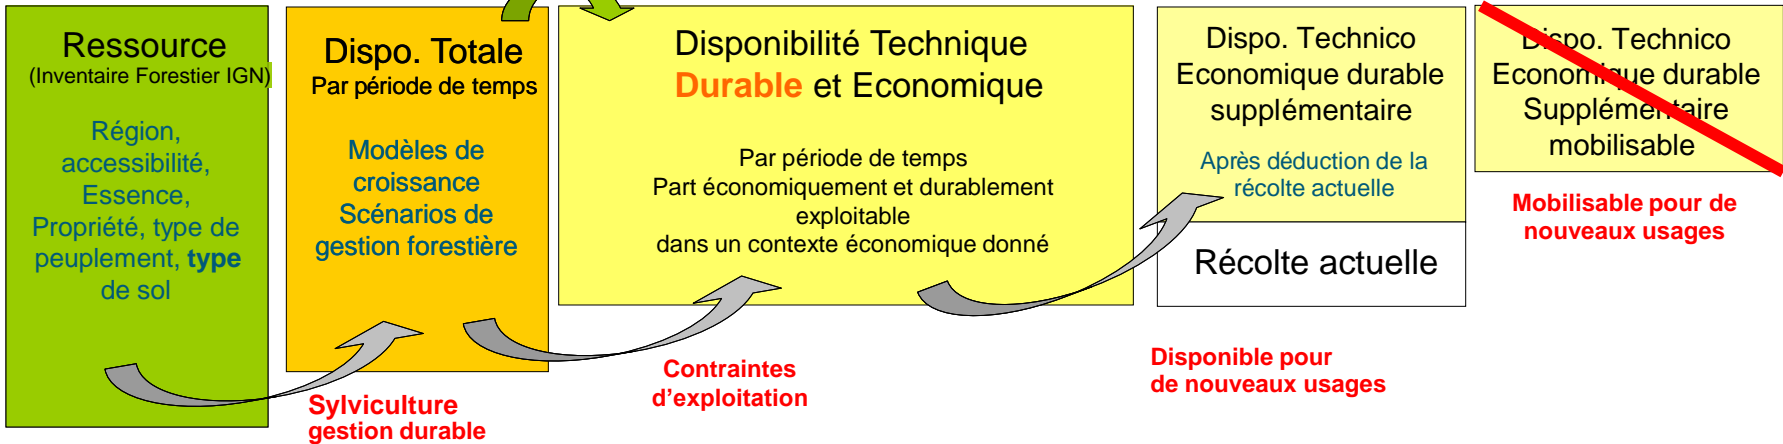 Ressource
(Inventaire Forestier IGN)
Région,
accessibilité,
Essence,
Propriété, type de
peuplement, type
de sol
Dispo. Totale
Par période de temps
Modèles de
croissance
Scénarios de
gestion forestière
Sylviculture
gestion durable
Disponibilité Technique
Durable et Economique
Par période de temps
Part économiquement et durablement
exploitable
dans un contexte économique donné
Contraintes
d’exploitation
Dispo. Technico
Economique durable
supplémentaire
Après déduction de la
récolte actuelle
Récolte actuelle
Disponible pour
de nouveaux usages
Dispo. Technico
Economique durable
Supplémentaire
mobilisable
Mobilisable pour de
nouveaux usages